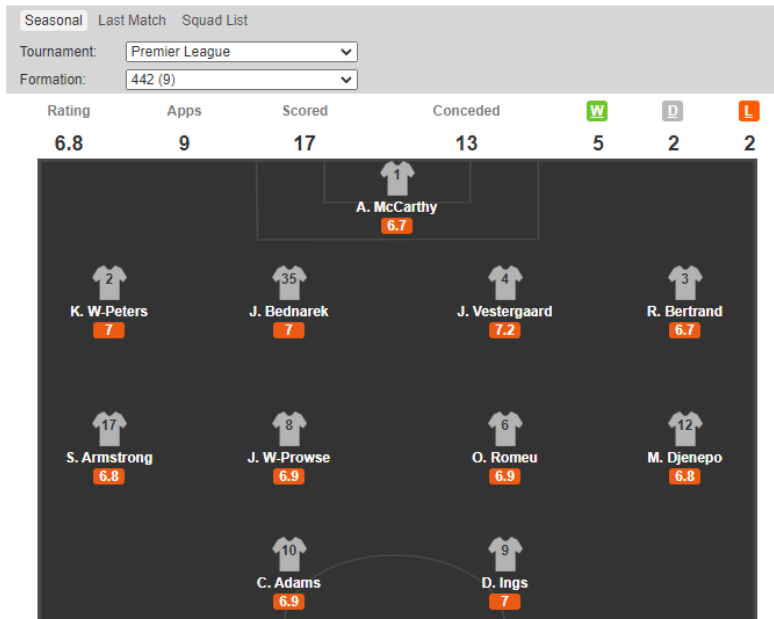 Seasonal Last Match Squad List
Tournament: Premier League
Formation: 442 (9)
Rating Apps Scored Conceded W D L
6.8 9 17 13 5 2 2
1
A. McCarthy
6.7
2 35 4 3
K. W-Peters J. Bednarek J. Vestergaard R. Bertrand
7 7 7.2 6.7
17 8 6 12
S. Armstrong J. W-Prowse O. Romeu M. Djenepo
6.8 6.9 6.9 6.8
10 9
C. Adams D. Ings
6.9 7